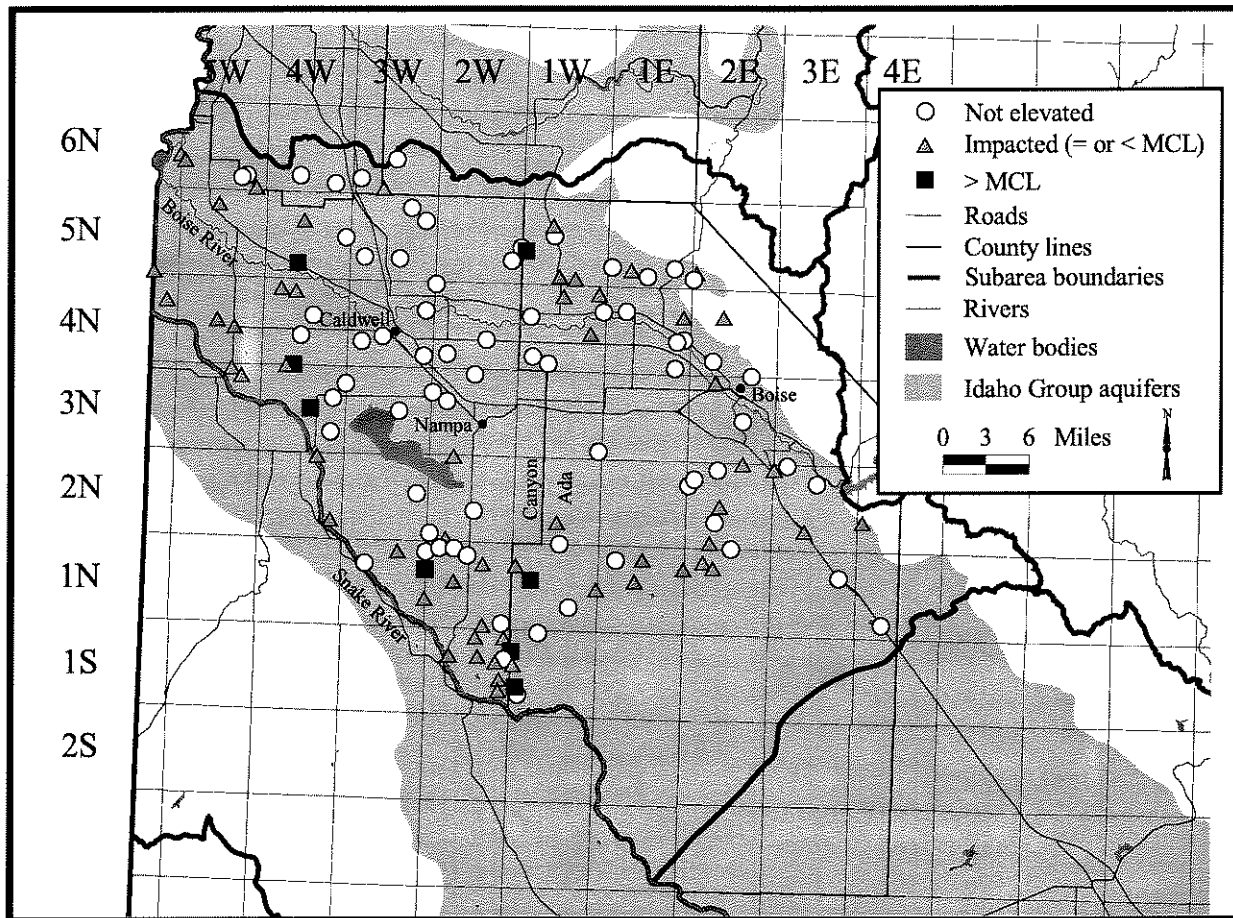 5W 4W 3W 2W 1W 1E 2E 3E 4E
6N
5N
4N
3N
2N
1N
1S
2S
Boise River
Caldwell
Nampa
Boise
Canyon
Ada
Snake River
Not elevated
Impacted (= or < MCL)
> MCL
Roads
County lines
Subarea boundaries
Rivers
Water bodies
Idaho Group aquifers
N
0 3 6 Miles